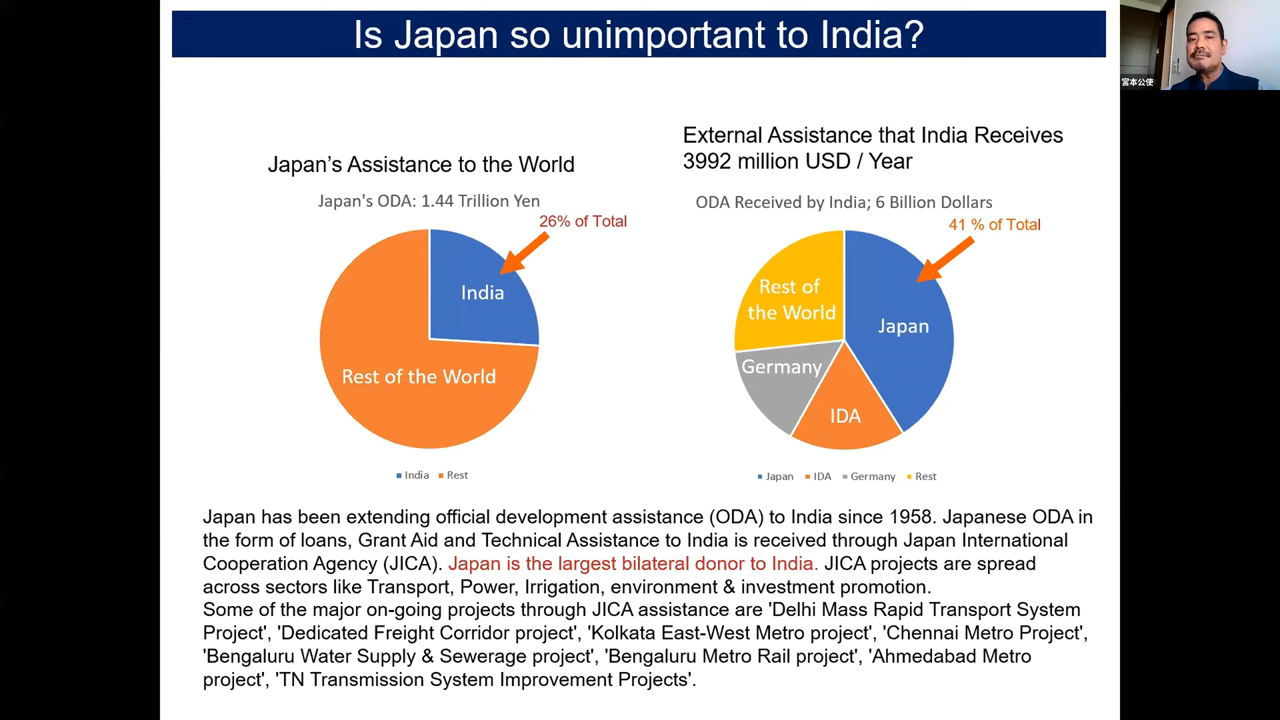 Is Japan so unimportant to India?
宮本公使
Japan's Assistance to the World
Japan's ODA: 1.44 Trillion Yen
26% of Total
India
Rest of the World
India Rest
External Assistance that India Receives
3992 million USD / Year
ODA Received by India; 6 Billion Dollars
41 % of Total
Rest of
the World
Japan
Germany
IDA
Japan IDA Germany Rest
Japan has been extending official development assistance (ODA) to India since 1958. Japanese ODA in
the form of loans, Grant Aid and Technical Assistance to India is received through Japan International
Cooperation Agency (JICA). Japan is the largest bilateral donor to India. JICA projects are spread
across sectors like Transport, Power, Irrigation, environment & investment promotion.
Some of the major on-going projects through JICA assistance are 'Delhi Mass Rapid Transport System
Project', 'Dedicated Freight Corridor project', 'Kolkata East-West Metro project', 'Chennai Metro Project',
'Bengaluru Water Supply & Sewerage project', 'Bengaluru Metro Rail project', 'Ahmedabad Metro
project', 'TN Transmission System Improvement Projects'.